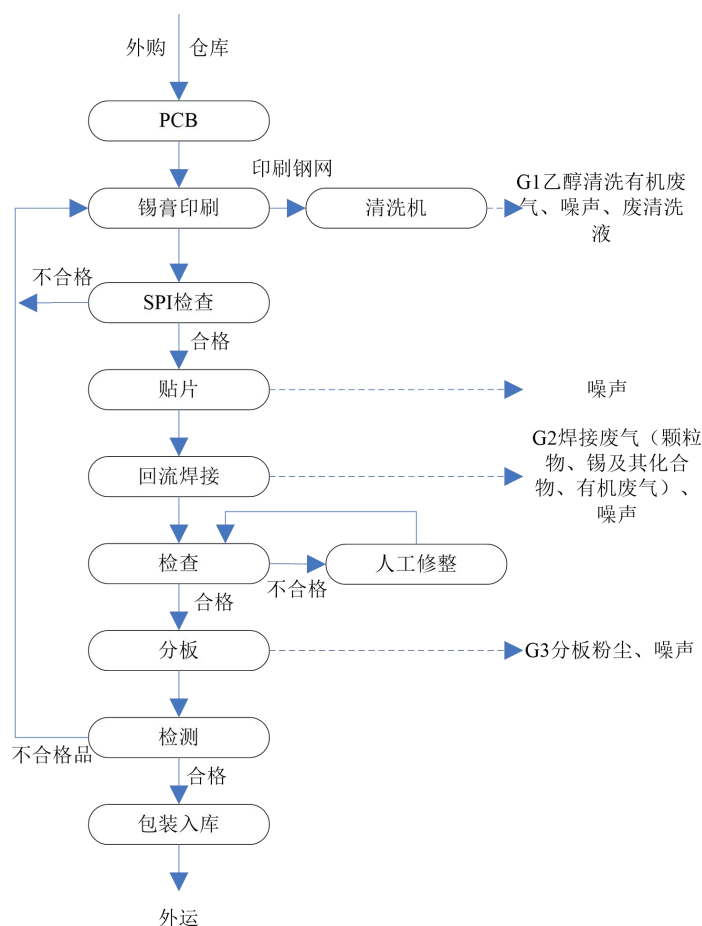 外购 仓库
PCB
印刷钢网
锡膏印刷
清洗机
G1乙醇清洗有机废
气、噪声、废清洗
液
不合格
SPI检查
合格
贴片
噪声
回流焊接
G2焊接废气（颗粒
物、锡及其化合
物、有机废气）、
噪声
检查
不合格
人工修整
合格
分板
G3分板粉尘、噪声
检测
不合格品
合格
包装入库
外运